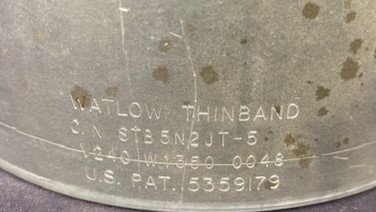 WATLOW THINBAND
C/N STB5N2JT-5
V240 W1350 0048
U.S. PAT. 5359179